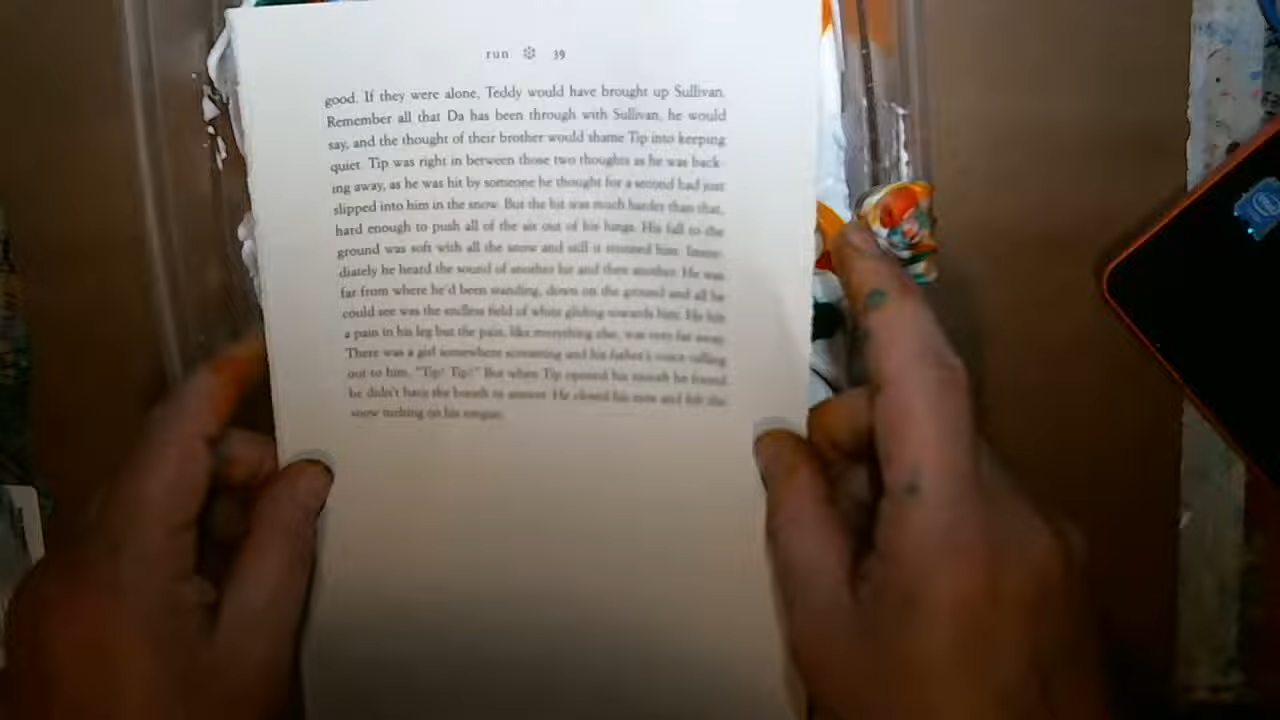 run ❄ 39
good. If they were alone, Teddy would have brought up Sullivan.
Remember all that Da has been through with Sullivan, he would
say, and the thought of their brother would shame Tip into keeping
quiet. Tip was right in between those two thoughts as he was back-
ing away, as he was hit by someone he thought for a second had just
slipped into him in the snow. But the hit was much harder than that,
hard enough to push all of the air out of his lungs. His fall to the
ground was soft with all the snow and still it stunned him. Imme-
diately he heard the sound of another hit and then another. He was
far from where he'd been standing, down on the ground and all he
could see was the endless field of white gliding towards him. He felt
a pain in his leg but the pain, like everything else, was very far away.
There was a girl somewhere screaming and his father's voice calling
out to him, "Tip! Tip!" But when Tip opened his mouth he found
he didn't have the breath to answer. He closed his eyes and felt the
snow melting on his tongue.
intel